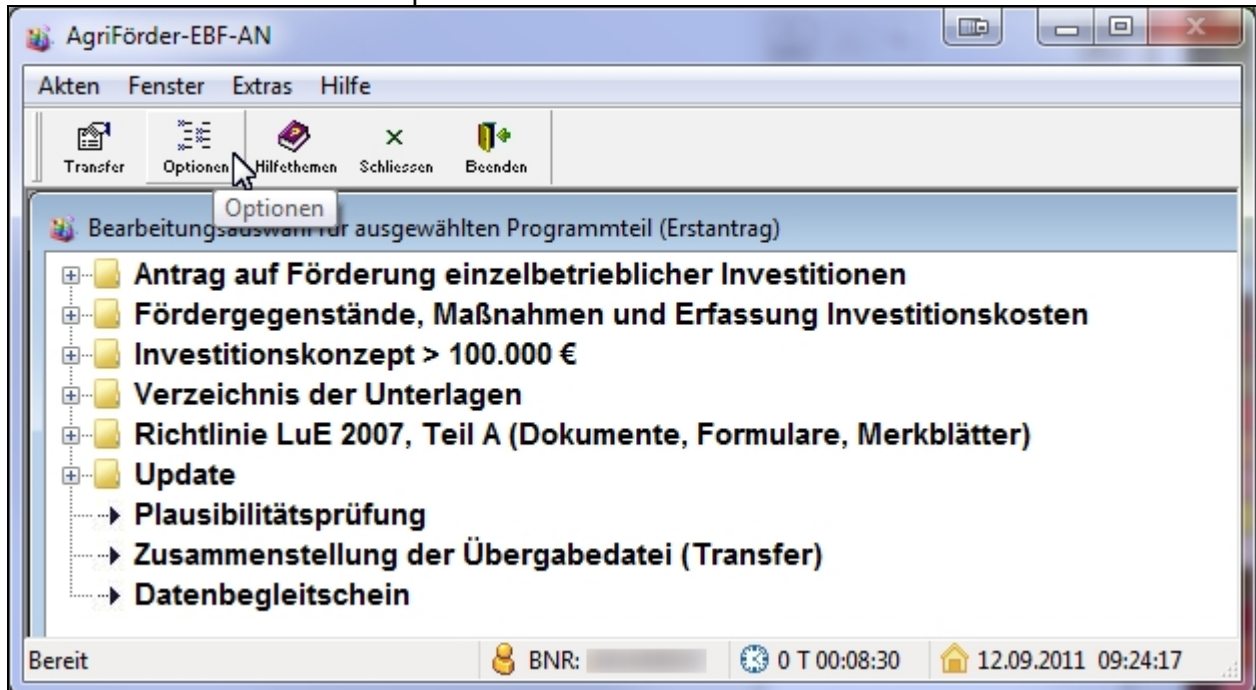 AgriFörder-EBF-AN
Akten Fenster Extras Hilfe
Transfer Optionen Hilfethemen Schliessen Beenden
Optionen
Bearbeitungsauswahl für ausgewählten Programmteil (Erstantrag)
Antrag auf Förderung einzelbetrieblicher Investitionen
Fördergegenstände, Maßnahmen und Erfassung Investitionskosten
Investitionskonzept > 100.000 €
Verzeichnis der Unterlagen
Richtlinie LuE 2007, Teil A (Dokumente, Formulare, Merkblätter)
Update
Plausibilitätsprüfung
Zusammenstellung der Übergabedatei (Transfer)
Datenbegleitschein
Bereit BNR: 0 T 00:08:30 12.09.2011 09:24:17